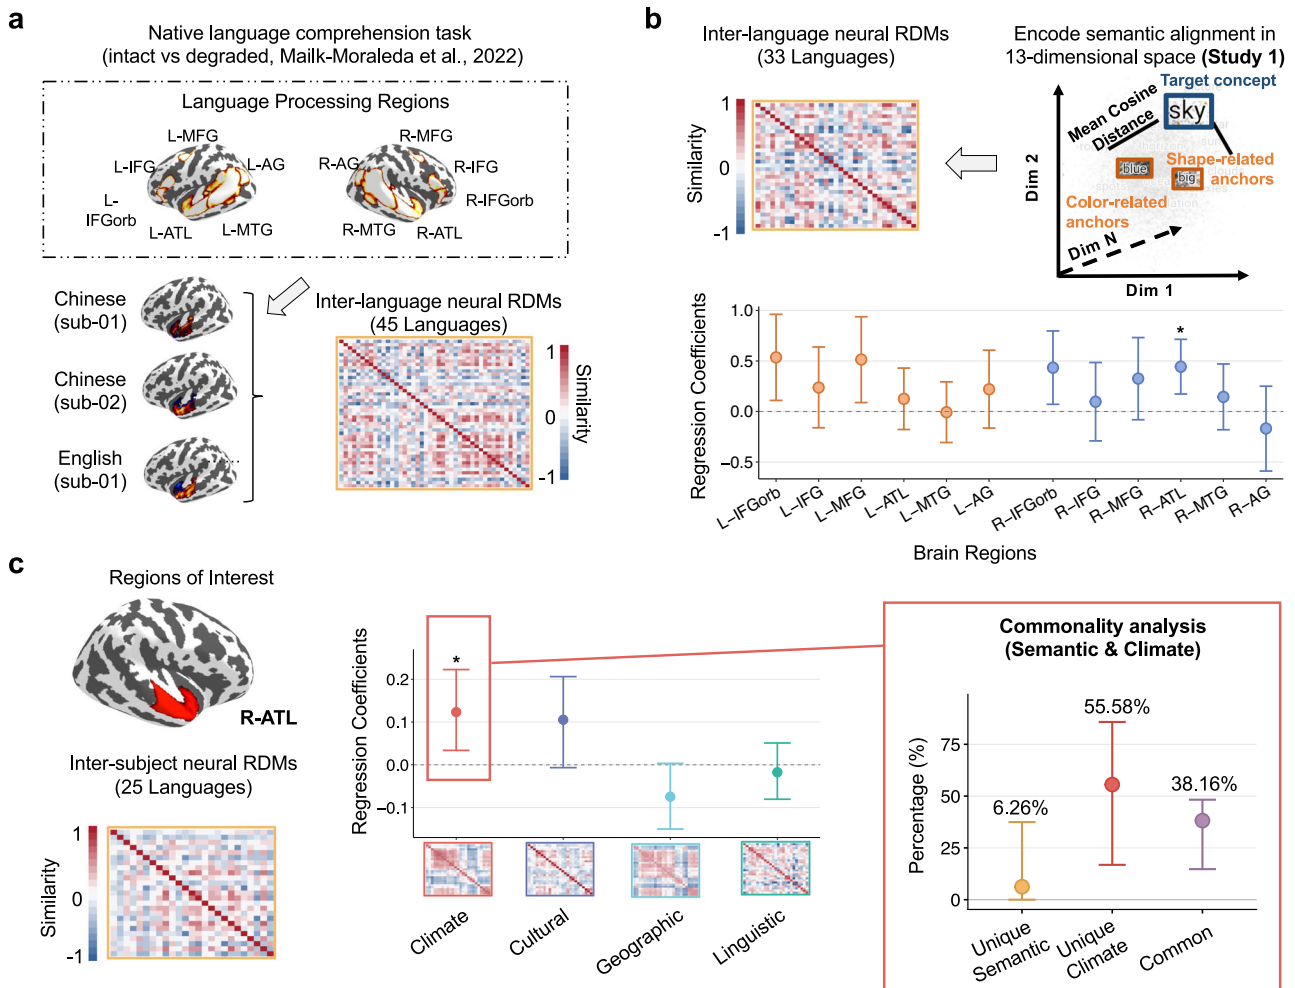 a
Native language comprehension task
(intact vs degraded, Mailk-Moraleda et al., 2022)
Language Processing Regions
L-MFG
R-MFG
L-IFG
L-AG
R-AG
R-IFG
L-
IFGorb
R-IFGorb
L-ATL
L-MTG
R-MTG
R-ATL
Chinese
(sub-01)
Chinese
(sub-02)
English
(sub-01)
...
Inter-language neural RDMs
(45 Languages)
1
0
-1
Similarity
b
Inter-language neural RDMs
(33 Languages)
Similarity
1
0
-1
Encode semantic alignment in
13-dimensional space (Study 1)
Target concept
sky
Mean Cosine
Distance
blue
big
Shape-related
anchors
Color-related
anchors
Dim 2
Dim N
Dim 1
Regression Coefficients
1.0
0.5
0.0
−0.5
*
L−IFGorb
L−IFG
L−MFG
L−ATL
L−MTG
L−AG
R−IFGorb
R−IFG
R−MFG
R−ATL
R−MTG
R−AG
Brain Regions
c
Regions of Interest
R-ATL
Inter-subject neural RDMs
(25 Languages)
Similarity
1
0
-1
Regression Coefficients
0.2
0.1
0.0
−0.1
*
Climate
Cultural
Geographic
Linguistic
Commonality analysis
(Semantic & Climate)
Percentage (%)
75
50
25
0
6.26%
55.58%
38.16%
Unique
Semantic
Unique
Climate
Common